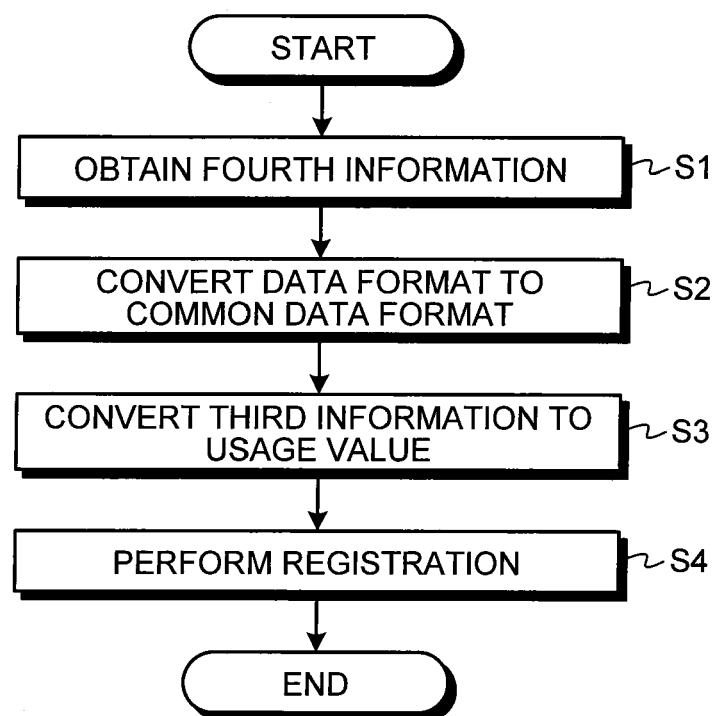 START
OBTAIN FOURTH INFORMATION
S1
CONVERT DATA FORMAT TO
COMMON DATA FORMAT
S2
CONVERT THIRD INFORMATION TO
USAGE VALUE
S3
PERFORM REGISTRATION
S4
END